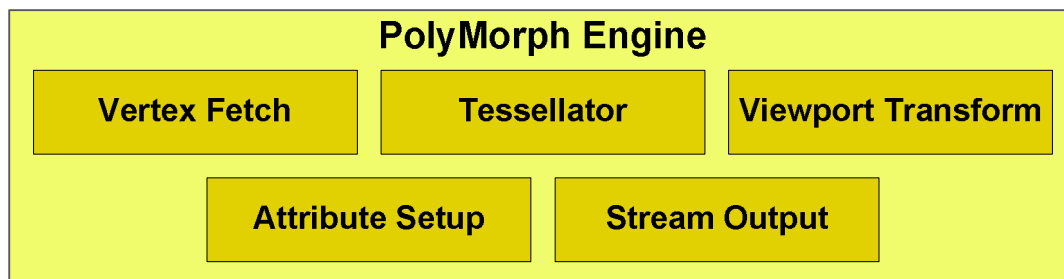 PolyMorph Engine
Vertex Fetch
Tessellator
Viewport Transform
Attribute Setup
Stream Output